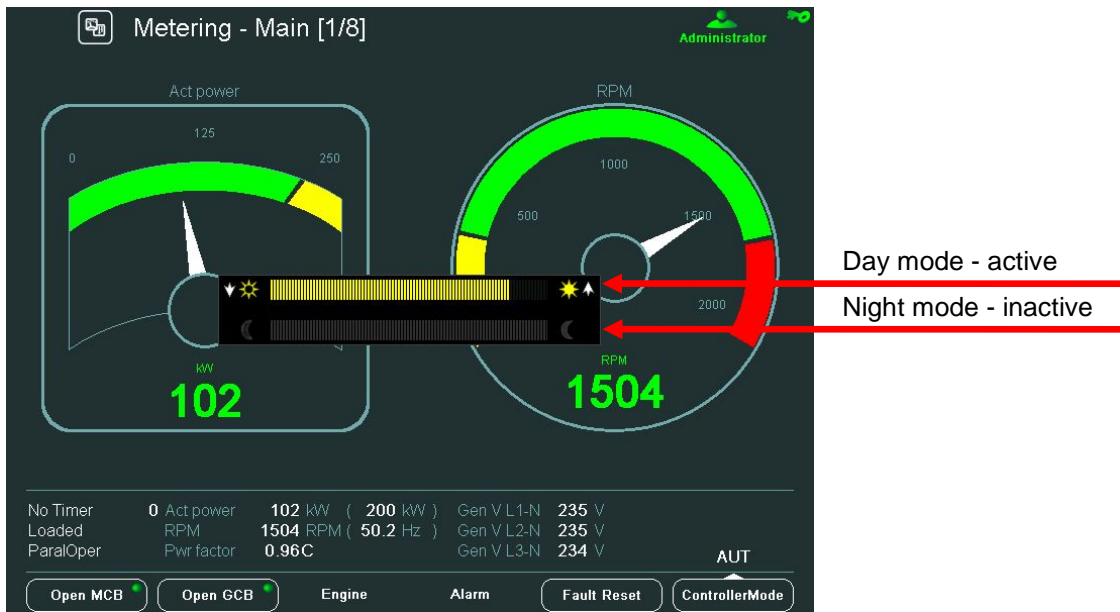 Metering - Main [1/8]
Administrator
Act power
125
0
250
kW
102
RPM
1000
500
1500
2000
RPM
1504
Day mode - active
Night mode - inactive
No Timer 0 Act power 102 kW ( 200 kW ) Gen V L1-N 235 V
Loaded RPM 1504 RPM ( 50.2 Hz ) Gen V L2-N 235 V
ParalOper Pwr factor 0.96C Gen V L3-N 234 V
AUT
Open MCB Open GCB Engine Alarm Fault Reset ControllerMode